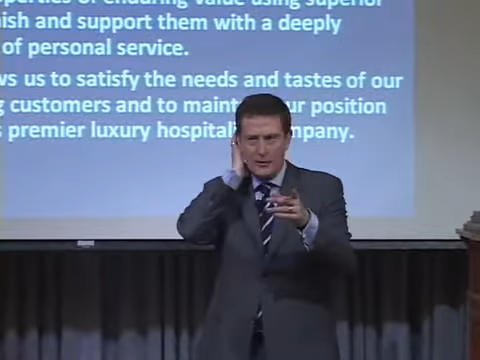 operties of enduring value using superior
nish and support them with a deeply
of personal service.
ws us to satisfy the needs and tastes of our
g customers and to maint our position
s premier luxury hospital mpany.